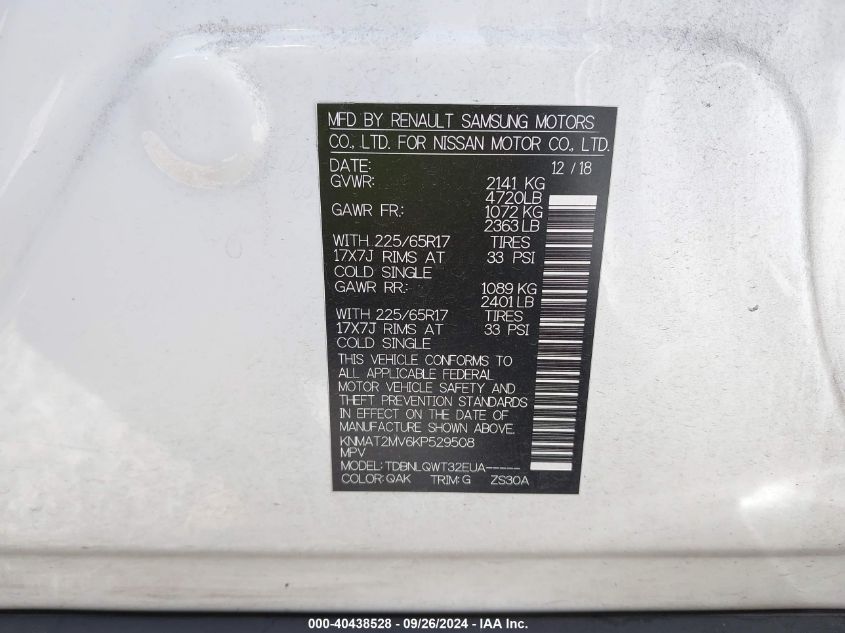 MFD BY RENAULT SAMSUNG MOTORS
CO., LTD. FOR NISSAN MOTOR CO., LTD.
DATE: 12 / 18
GVWR: 2141 KG
4720LB
GAWR FR.: 1072 KG
2363 LB
WITH 225/65R17 TIRES
17X7J RIMS AT 33 PSI
COLD SINGLE
GAWR RR.: 1089 KG
2401 LB
WITH 225/65R17 TIRES
17X7J RIMS AT 33 PSI
COLD SINGLE
THIS VEHICLE CONFORMS TO
ALL APPLICABLE FEDERAL
MOTOR VEHICLE SAFETY AND
THEFT PREVENTION STANDARDS
IN EFFECT ON THE DATE OF
MANUFACTURE SHOWN ABOVE.
KNMAT2MV6KP529508
MPV
MODEL: TDBNLQWT32EUA-----
COLOR: QAK TRIM: G ZS30A
000-40438528 - 09/26/2024 - IAA Inc.